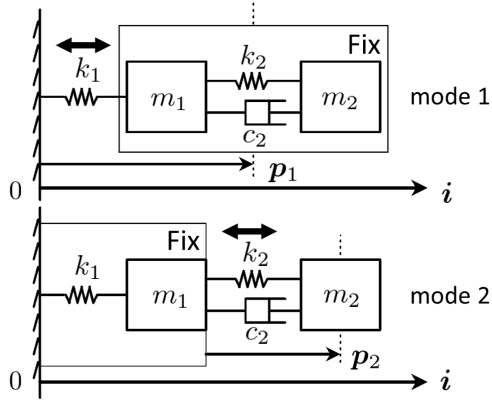 Fix
k₁
k₂
m₁
m₂
mode 1
c₂
p₁
0
i
Fix
k₁
k₂
m₁
m₂
mode 2
c₂
p₂
0
i